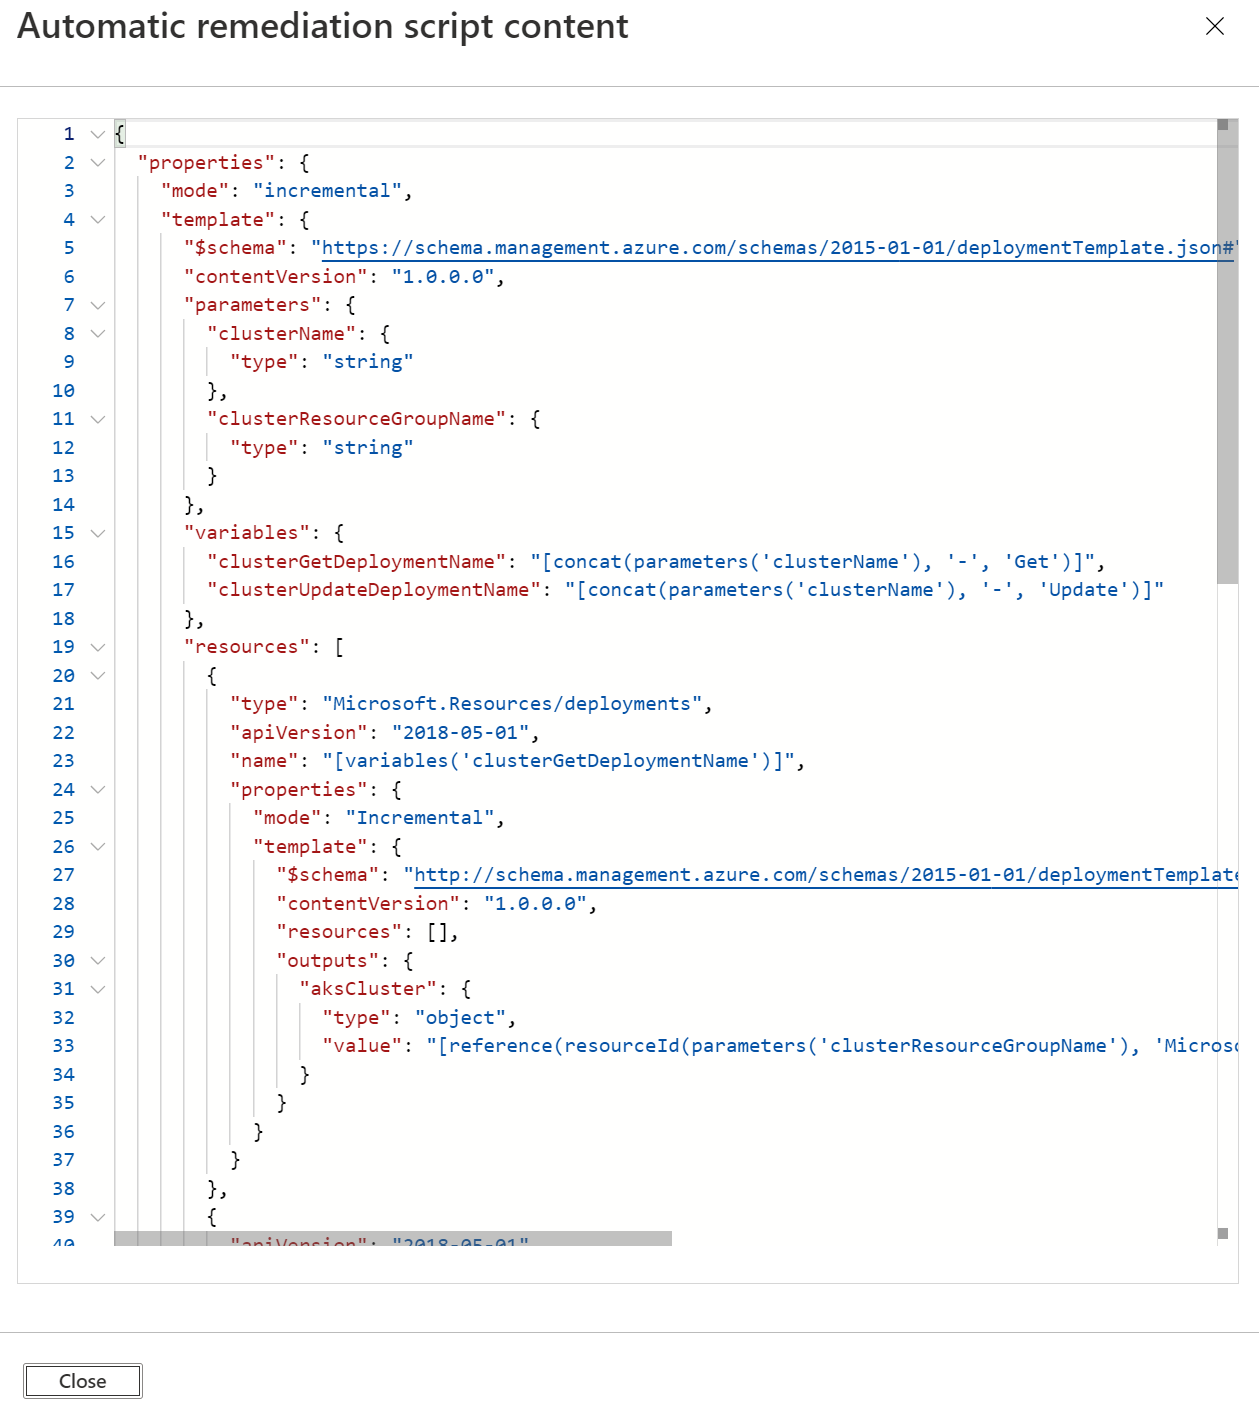 Automatic remediation script content
1 {
2 "properties": {
3 "mode": "incremental",
4 "template": {
5 "$schema": "https://schema.management.azure.com/schemas/2015-01-01/deploymentTemplate.json#"
6 "contentVersion": "1.0.0.0",
7 "parameters": {
8 "clusterName": {
9 "type": "string"
10 },
11 "clusterResourceGroupName": {
12 "type": "string"
13 }
14 },
15 "variables": {
16 "clusterGetDeploymentName": "[concat(parameters('clusterName'), '-', 'Get')]",
17 "clusterUpdateDeploymentName": "[concat(parameters('clusterName'), '-', 'Update')]"
18 },
19 "resources": [
20 {
21 "type": "Microsoft.Resources/deployments",
22 "apiVersion": "2018-05-01",
23 "name": "[variables('clusterGetDeploymentName')]",
24 "properties": {
25 "mode": "Incremental",
26 "template": {
27 "$schema": "http://schema.management.azure.com/schemas/2015-01-01/deploymentTemplate
28 "contentVersion": "1.0.0.0",
29 "resources": [],
30 "outputs": {
31 "aksCluster": {
32 "type": "object",
33 "value": "[reference(resourceId(parameters('clusterResourceGroupName'), 'Microso
34 }
35 }
36 }
37 }
38 },
39 {
40 "apiVersion": "2018-05-01"
Close